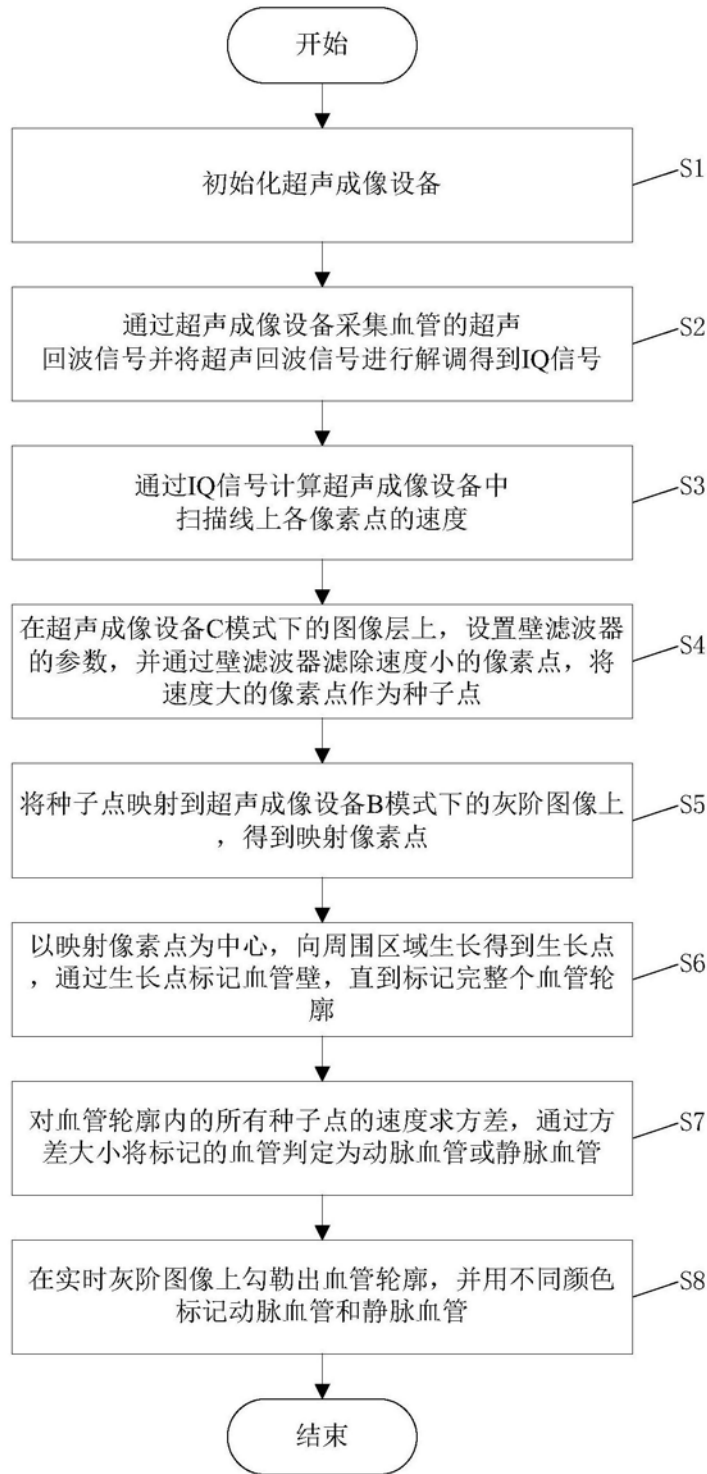 开始
初始化超声成像设备
S1
通过超声成像设备采集血管的超声
回波信号并将超声回波信号进行解调得到IQ信号
S2
通过IQ信号计算超声成像设备中
扫描线上各像素点的速度
S3
在超声成像设备C模式下的图像层上，设置壁滤波器
的参数，并通过壁滤波器滤除速度小的像素点，将
速度大的像素点作为种子点
S4
将种子点映射到超声成像设备B模式下的灰阶图像上
，得到映射像素点
S5
以映射像素点为中心，向周围区域生长得到生长点
，通过生长点标记血管壁，直到标记完整个血管轮
廓
S6
对血管轮廓内的所有种子点的速度求方差，通过方
差大小将标记的血管判定为动脉血管或静脉血管
S7
在实时灰阶图像上勾勒出血管轮廓，并用不同颜色
标记动脉血管和静脉血管
S8
结束